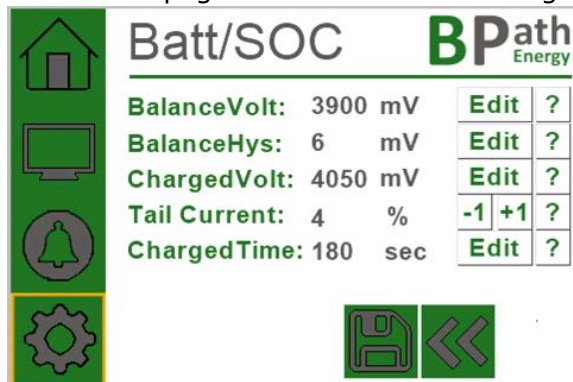 Batt/SOC
BPath
Energy
BalanceVolt: 3900 mV Edit ?
BalanceHys: 6 mV Edit ?
ChargedVolt: 4050 mV Edit ?
Tail Current: 4 % -1 +1 ?
ChargedTime: 180 sec Edit ?